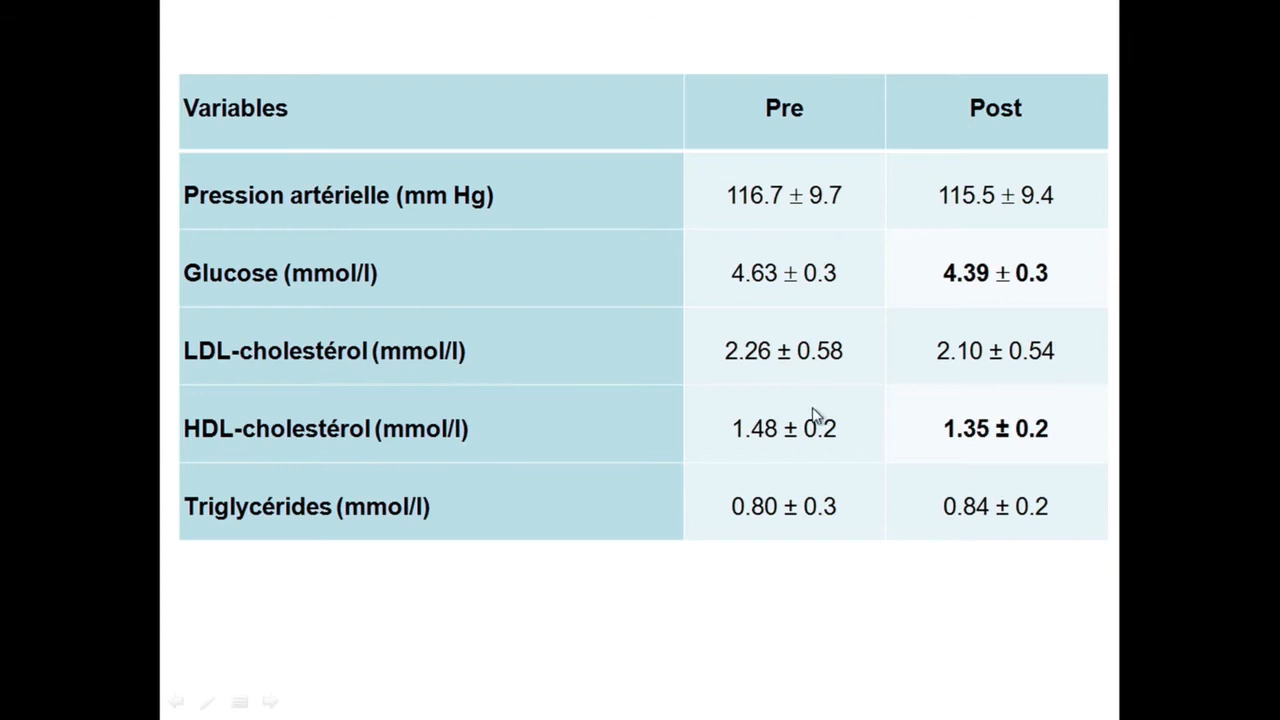 Variables Pre Post
Pression artérielle (mm Hg) 116.7 ± 9.7 115.5 ± 9.4
Glucose (mmol/l) 4.63 ± 0.3 4.39 ± 0.3
LDL-cholestérol (mmol/l) 2.26 ± 0.58 2.10 ± 0.54
HDL-cholestérol (mmol/l) 1.48 ± 0.2 1.35 ± 0.2
Triglycérides (mmol/l) 0.80 ± 0.3 0.84 ± 0.2